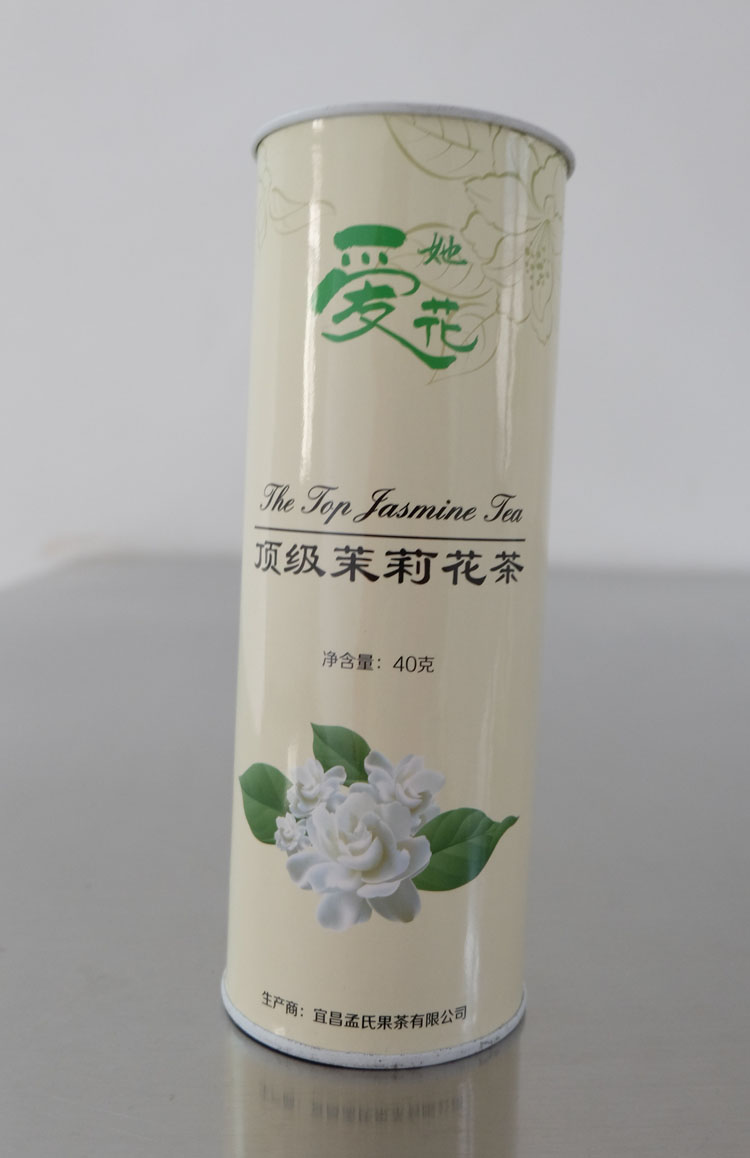 爱她花
The Top Jasmine Tea
顶级茉莉花茶
净含量：40克
生产商：宜昌孟氏果茶有限公司